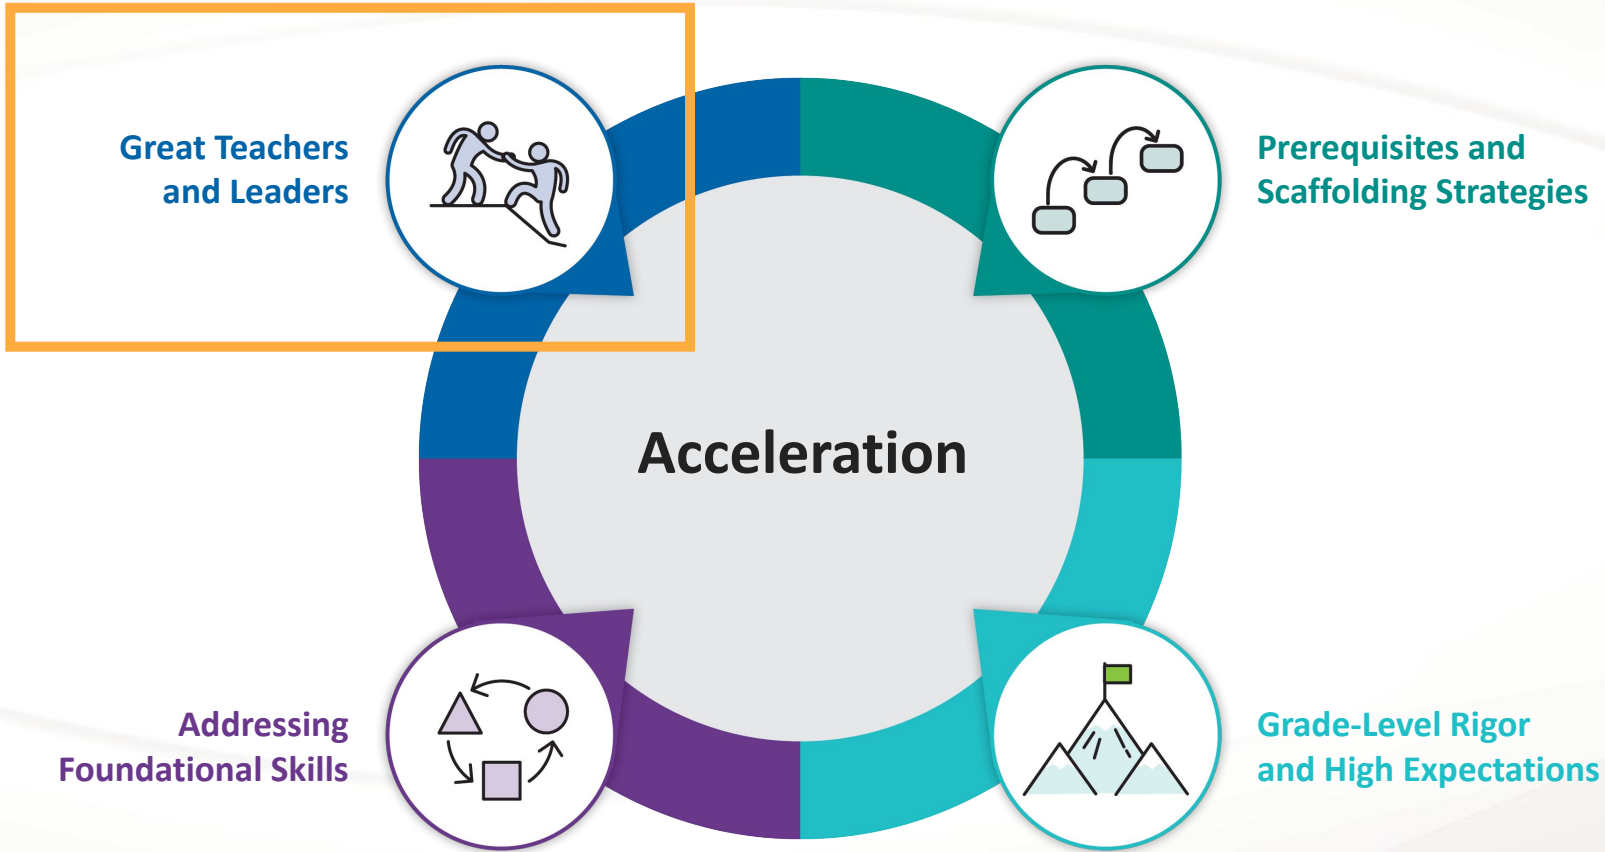 Great Teachers
and Leaders
Prerequisites and
Scaffolding Strategies
Acceleration
Addressing
Foundational Skills
Grade-Level Rigor
and High Expectations